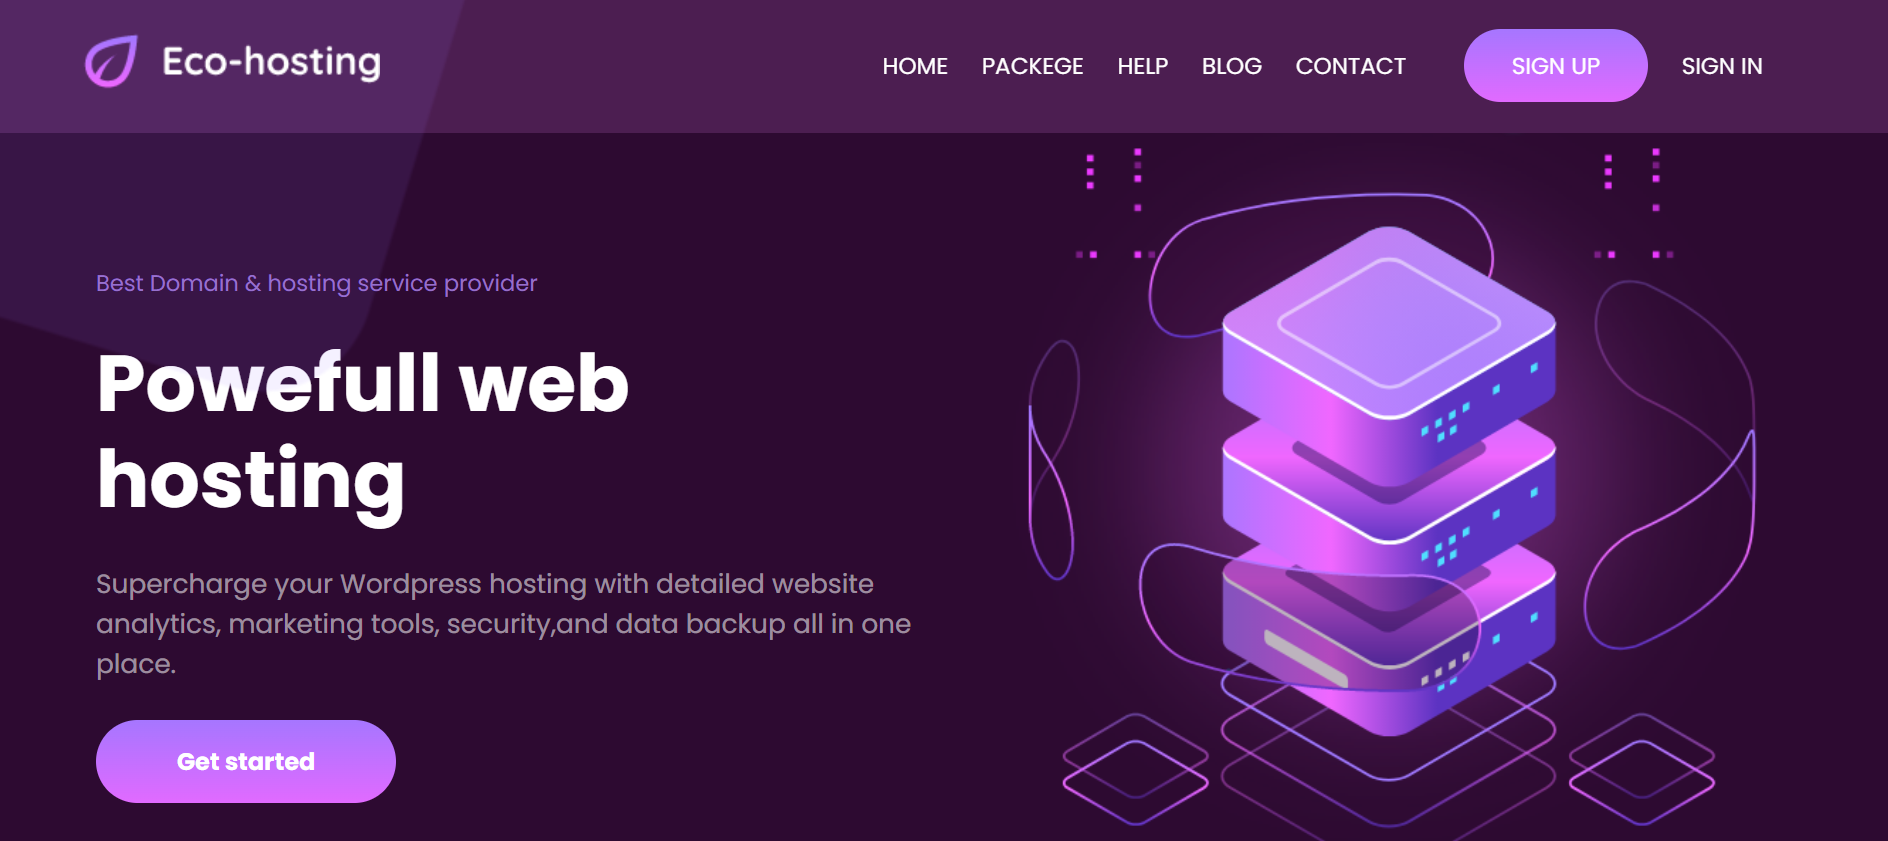 Eco-hosting
HOME PACKEGE HELP BLOG CONTACT SIGN UP SIGN IN
Best Domain & hosting service provider
Powefull web
hosting
Supercharge your Wordpress hosting with detailed website
analytics, marketing tools, security,and data backup all in one
place.
Get started